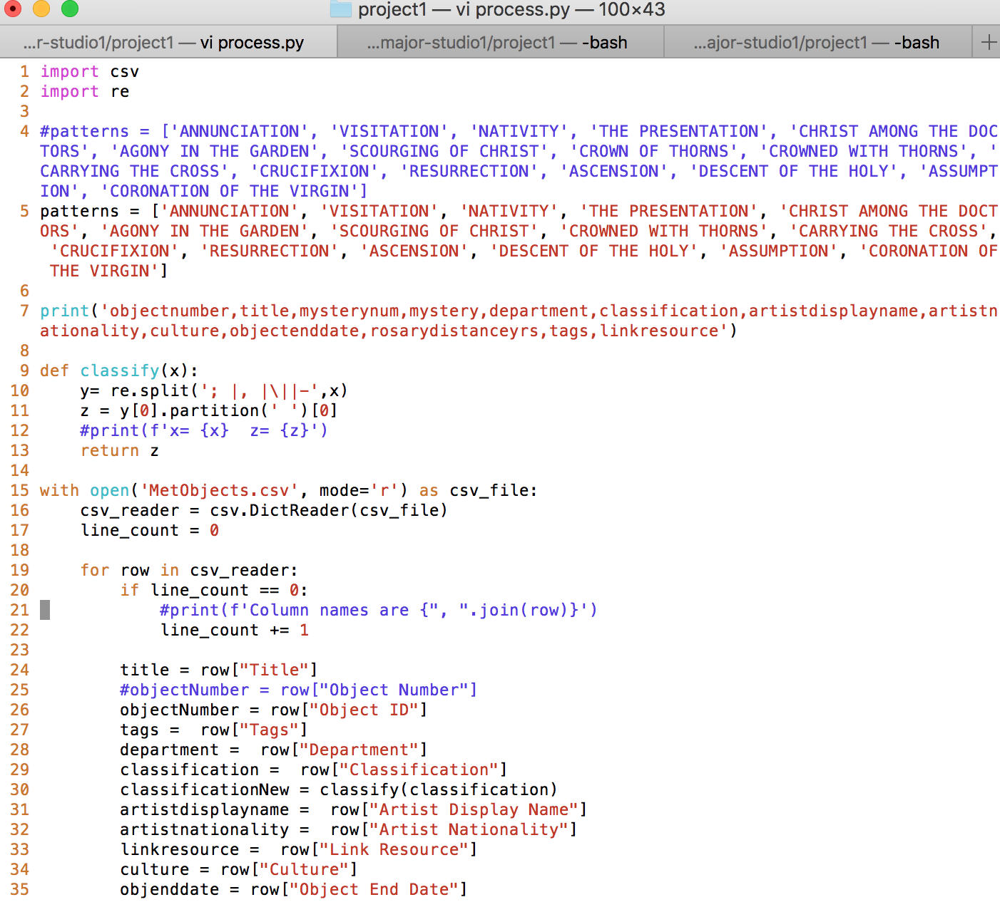 project1 — vi process.py — 100×43
...r-studio1/project1 — vi process.py
...major-studio1/project1 — -bash
...ajor-studio1/project1 — -bash
+
1 import csv
2 import re
3
4 #patterns = ['ANNUNCIATION', 'VISITATION', 'NATIVITY', 'THE PRESENTATION', 'CHRIST AMONG THE DOC
TORS', 'AGONY IN THE GARDEN', 'SCOURGING OF CHRIST', 'CROWN OF THORNS', 'CROWNED WITH THORNS', '
CARRYING THE CROSS', 'CRUCIFIXION', 'RESURRECTION', 'ASCENSION', 'DESCENT OF THE HOLY', 'ASSUMPT
ION', 'CORONATION OF THE VIRGIN']
5 patterns = ['ANNUNCIATION', 'VISITATION', 'NATIVITY', 'THE PRESENTATION', 'CHRIST AMONG THE DOCT
ORS', 'AGONY IN THE GARDEN', 'SCOURGING OF CHRIST', 'CROWNED WITH THORNS', 'CARRYING THE CROSS',
 'CRUCIFIXION', 'RESURRECTION', 'ASCENSION', 'DESCENT OF THE HOLY', 'ASSUMPTION', 'CORONATION OF
 THE VIRGIN']
6
7 print('objectnumber,title,mysterynum,mystery,department,classification,artistdisplayname,artistn
ationality,culture,objectenddate,rosarydistanceyrs,tags,linkresource')
8
9 def classify(x):
10     y= re.split('; |, |\||-',x)
11     z = y[0].partition(' ')[0]
12     #print(f'x= {x}  z= {z}')
13     return z
14
15 with open('MetObjects.csv', mode='r') as csv_file:
16     csv_reader = csv.DictReader(csv_file)
17     line_count = 0
18
19     for row in csv_reader:
20         if line_count == 0:
21             #print(f'Column names are {", ".join(row)}')
22             line_count += 1
23
24         title = row["Title"]
25         #objectNumber = row["Object Number"]
26         objectNumber = row["Object ID"]
27         tags =  row["Tags"]
28         department =  row["Department"]
29         classification =  row["Classification"]
30         classificationNew = classify(classification)
31         artistdisplayname =  row["Artist Display Name"]
32         artistnationality =  row["Artist Nationality"]
33         linkresource =  row["Link Resource"]
34         culture = row["Culture"]
35         objenddate = row["Object End Date"]